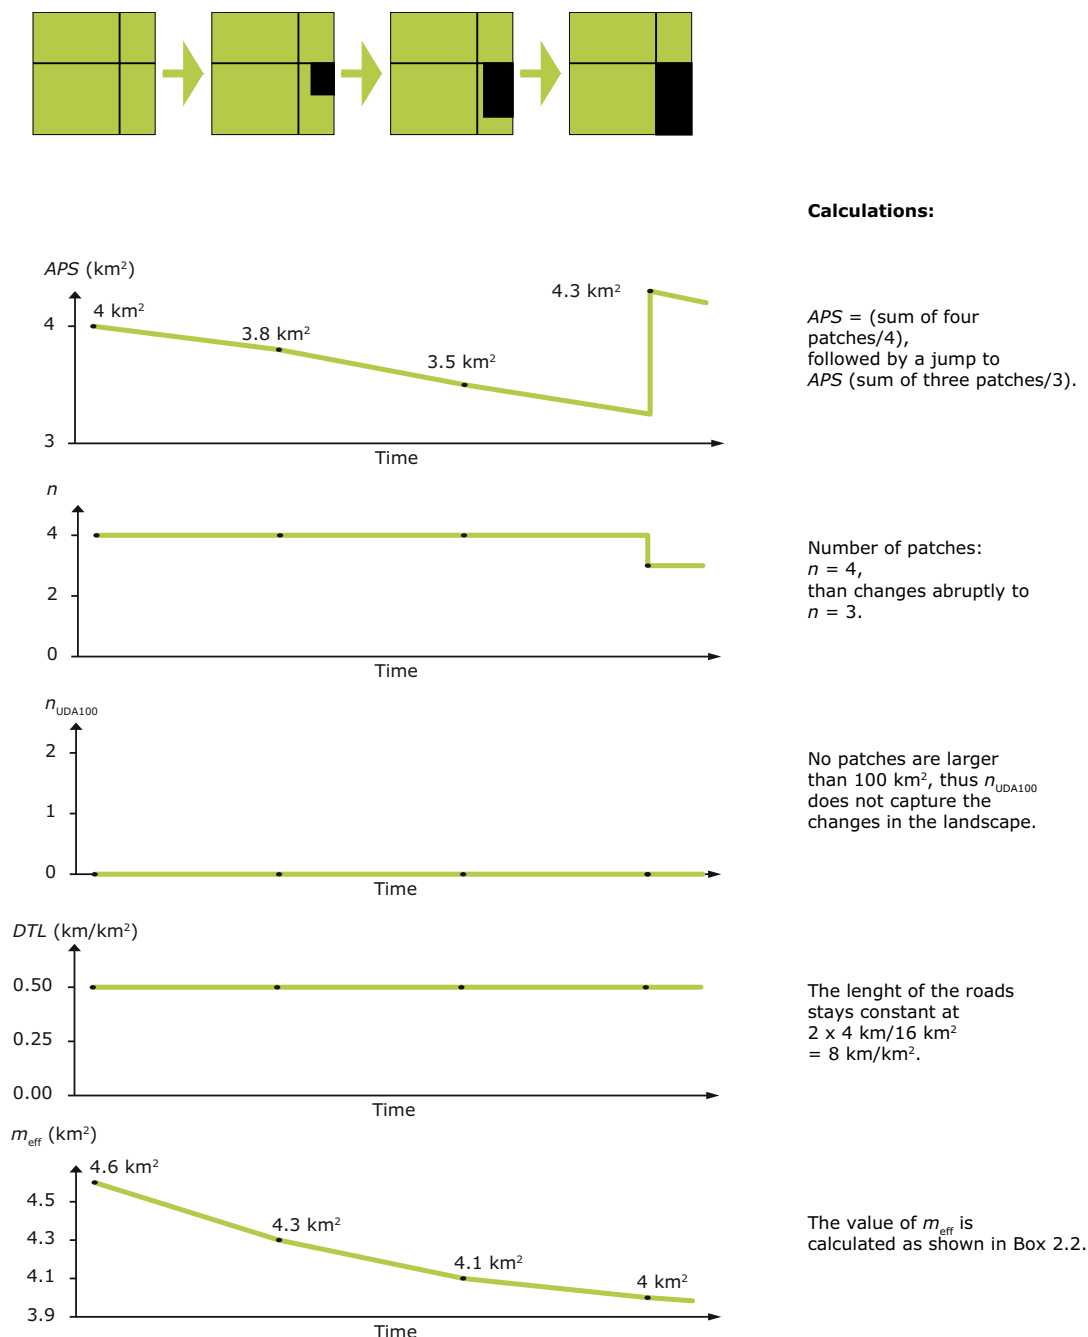 Calculations:
APS (km²)
4 km²
3.8 km²
3.5 km²
4.3 km²
4
3
Time
APS = (sum of four
patches/4),
followed by a jump to
APS (sum of three patches/3).
n
4
2
0
Time
Number of patches:
n = 4,
than changes abruptly to
n = 3.
nUDA100
2
1
0
Time
No patches are larger
than 100 km², thus nUDA100
does not capture the
changes in the landscape.
DTL (km/km²)
0.50
0.25
0.00
Time
The lenght of the roads
stays constant at
2 x 4 km/16 km²
= 8 km/km².
meff (km²)
4.6 km²
4.3 km²
4.1 km²
4 km²
4.5
4.3
4.1
3.9
Time
The value of meff is
calculated as shown in Box 2.2.